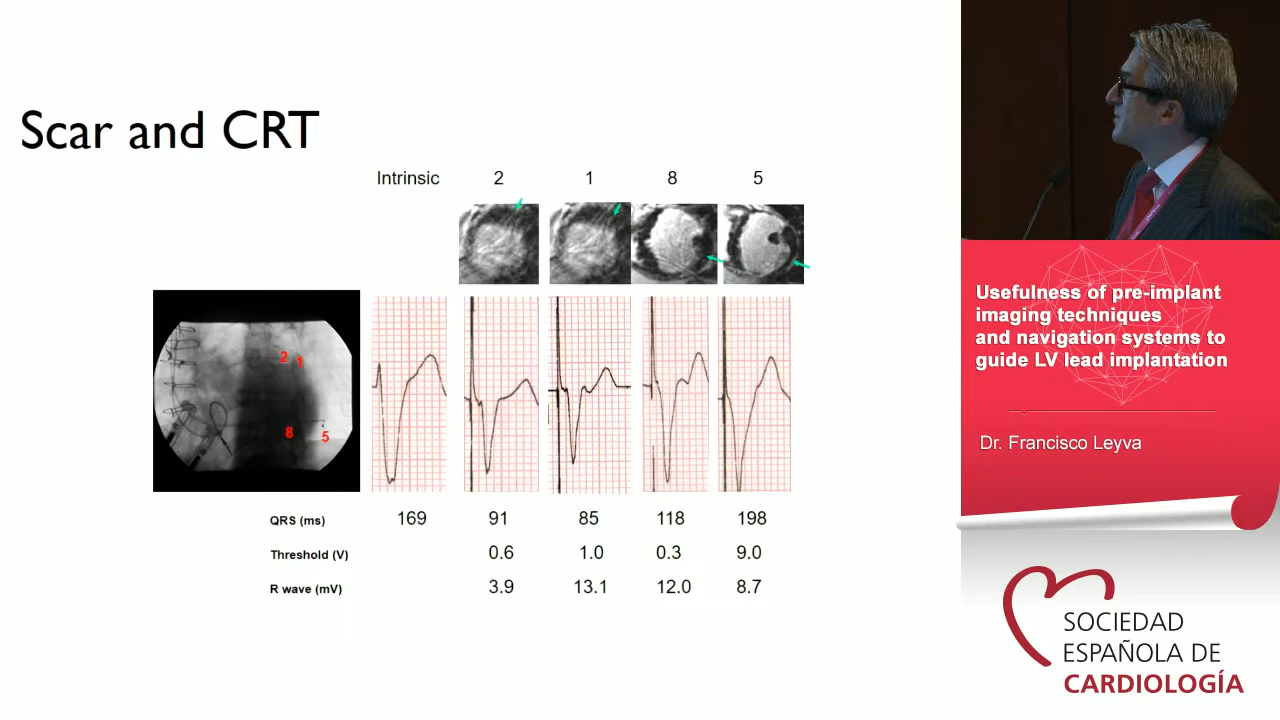 Scar and CRT
Intrinsic 2 1 8 5
2 1
8 5
QRS (ms) 169 91 85 118 198
Threshold (V) 0.6 1.0 0.3 9.0
R wave (mV) 3.9 13.1 12.0 8.7
Usefulness of pre-implant
imaging techniques
and navigation systems to
guide LV lead implantation
Dr. Francisco Leyva
SOCIEDAD
ESPAÑOLA DE
CARDIOLOGÍA